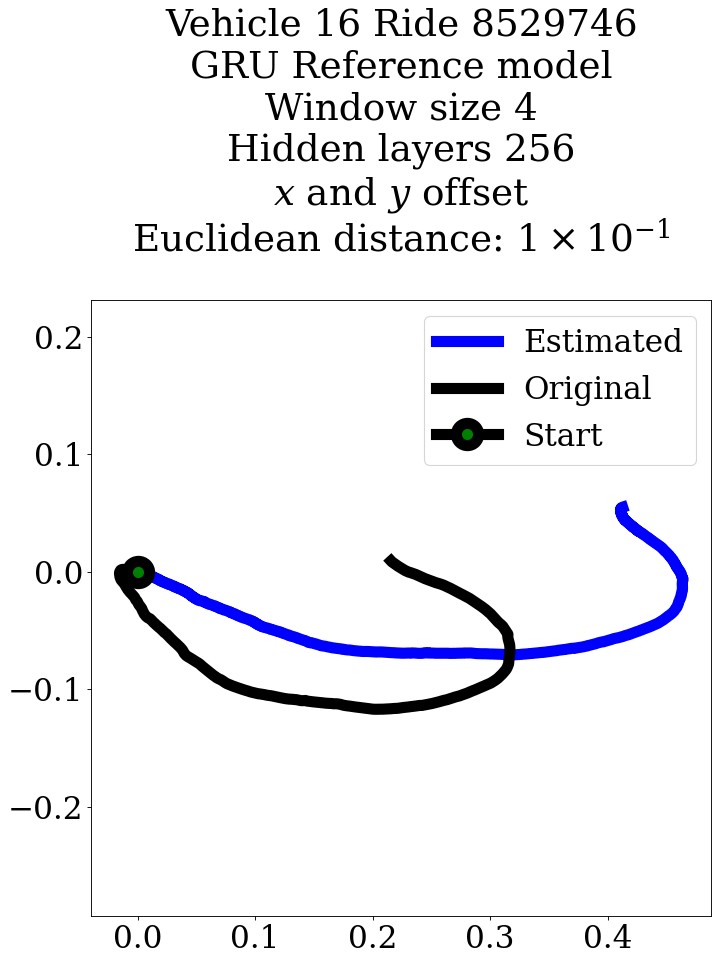 Vehicle 16 Ride 8529746
GRU Reference model
Window size 4
Hidden layers 256
x and y offset
Euclidean distance: 1 × 10⁻¹
Estimated
Original
Start
0.2
0.1
0.0
−0.1
−0.2
0.0 0.1 0.2 0.3 0.4